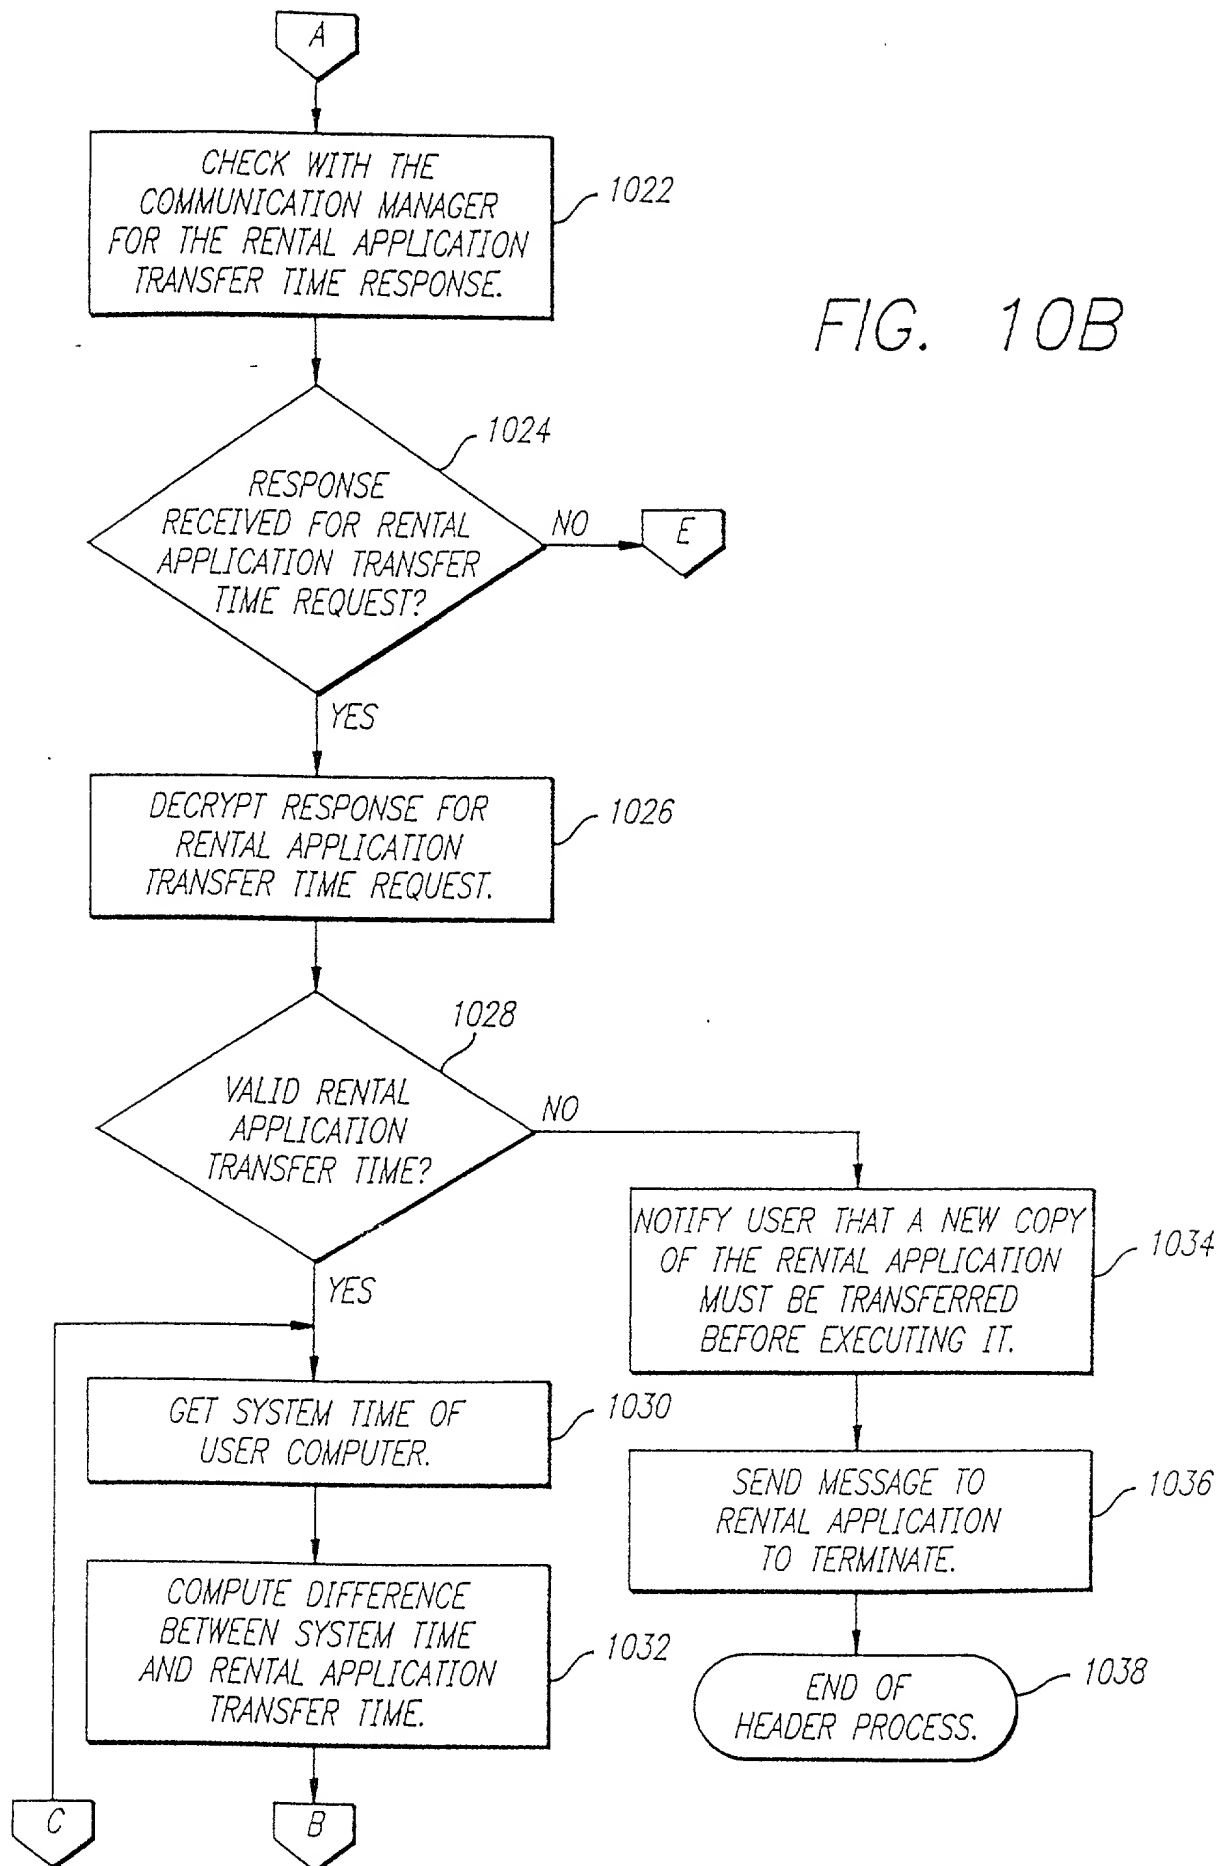 A
CHECK WITH THE
COMMUNICATION MANAGER
FOR THE RENTAL APPLICATION
TRANSFER TIME RESPONSE.
1022
FIG. 10B
1024
RESPONSE
RECEIVED FOR RENTAL
APPLICATION TRANSFER
TIME REQUEST?
NO
E
YES
DECRYPT RESPONSE FOR
RENTAL APPLICATION
TRANSFER TIME REQUEST.
1026
1028
VALID RENTAL
APPLICATION
TRANSFER TIME?
NO
YES
NOTIFY USER THAT A NEW COPY
OF THE RENTAL APPLICATION
MUST BE TRANSFERRED
BEFORE EXECUTING IT.
1034
GET SYSTEM TIME OF
USER COMPUTER.
1030
SEND MESSAGE TO
RENTAL APPLICATION
TO TERMINATE.
1036
COMPUTE DIFFERENCE
BETWEEN SYSTEM TIME
AND RENTAL APPLICATION
TRANSFER TIME.
1032
END OF
HEADER PROCESS.
1038
C
B